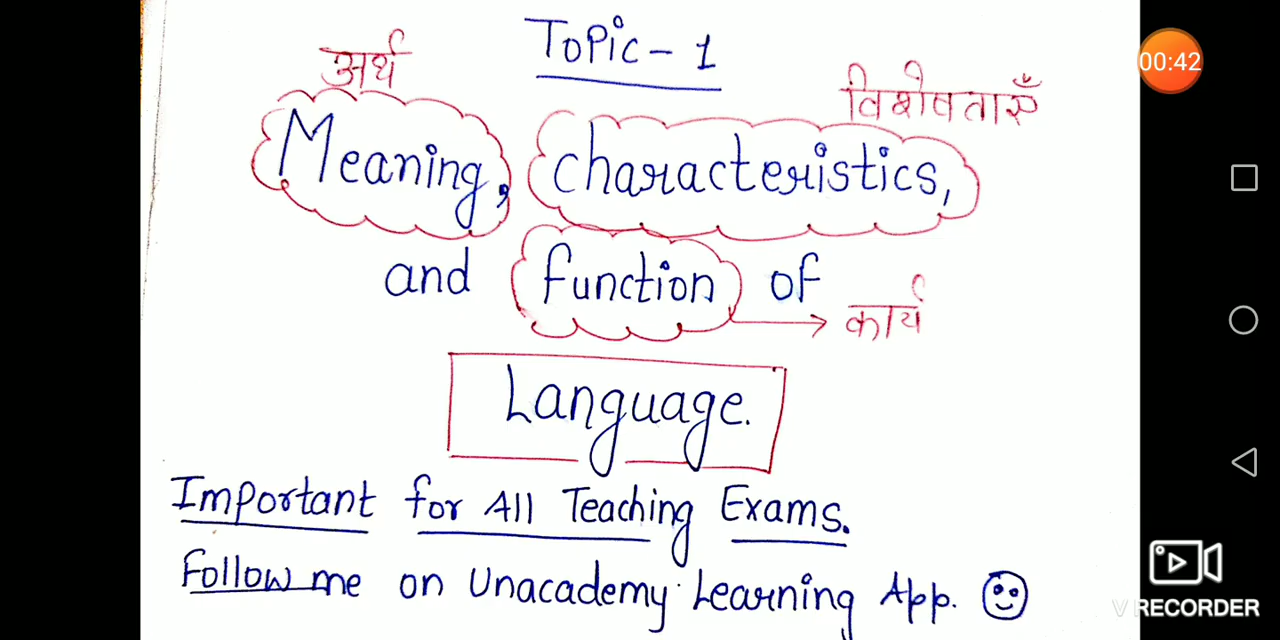 Topic - 1
अर्थ
विशेषताएँ
00:42
Meaning, characteristics,
and function of
कार्य
Language.
Important for All Teaching Exams.
Follow me on Unacademy Learning App.
V RECORDER